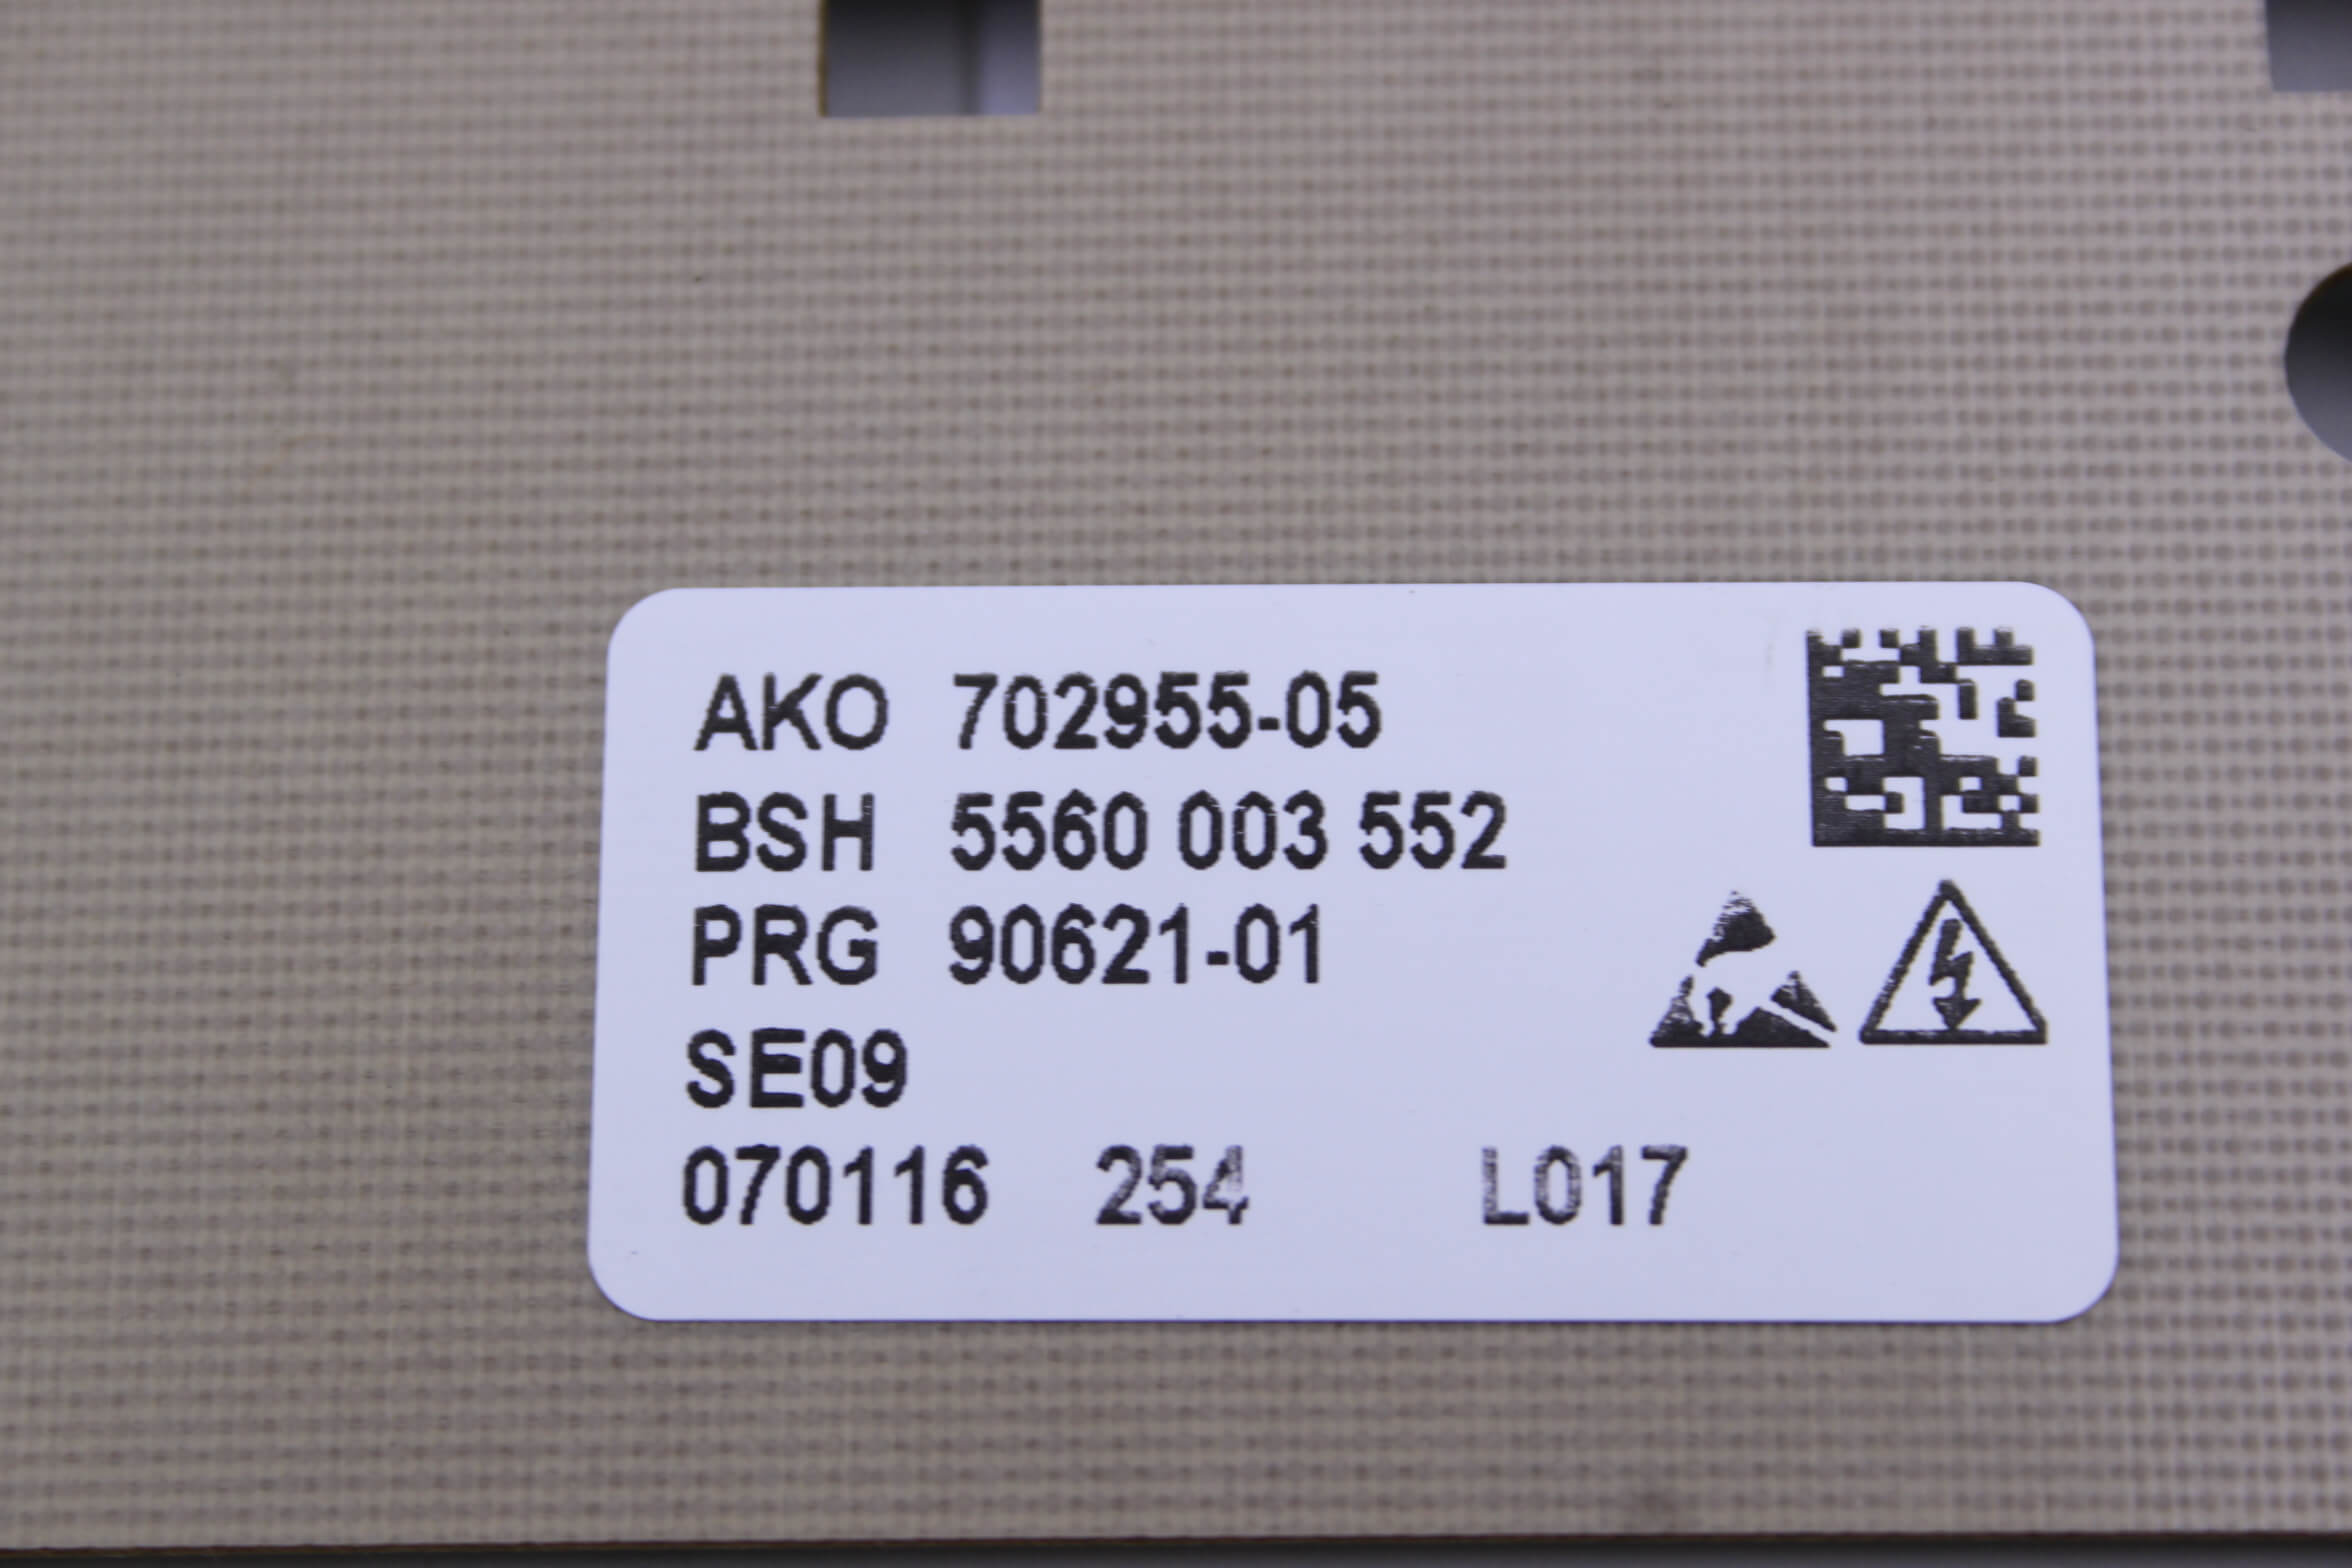 AKO 702955-05
BSH 5560 003 552
PRG 90621-01
SE09
070116 254 L017